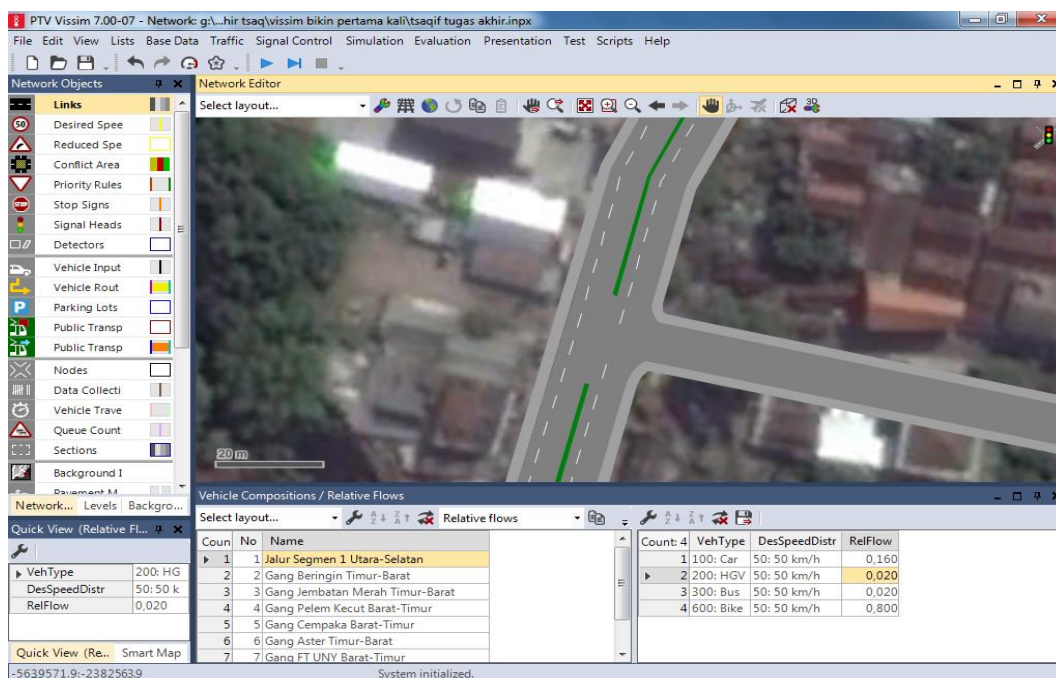 PTV Vissim 7.00-07 - Network: g:\...hir tsaq\vissim bikin pertama kali\tsaqif tugas akhir.inpx
File Edit View Lists Base Data Traffic Signal Control Simulation Evaluation Presentation Test Scripts Help
Network Objects
Network Editor
Links
Select layout...
3D
50 Desired Spee
Reduced Spe
Conflict Area
Priority Rules
STOP Stop Signs
Signal Heads
Detectors
Vehicle Input
Vehicle Rout
P Parking Lots
Public Transp
Public Transp
Nodes
Data Collecti
Vehicle Trave
Queue Count
Sections
Background I
Pavement M
20 m
Network... Levels Backgro...
Quick View (Relative Fl...
VehType 200: HG
DesSpeedDistr 50: 50 k
RelFlow 0,020
Quick View (Re... Smart Map
Vehicle Compositions / Relative Flows
Select layout... Relative flows
Coun No Name
1 1 Jalur Segmen 1 Utara-Selatan
2 2 Gang Beringin Timur-Barat
3 3 Gang Jembatan Merah Timur-Barat
4 4 Gang Pelem Kecut Barat-Timur
5 5 Gang Cempaka Barat-Timur
6 6 Gang Aster Timur-Barat
7 7 Gang FT UNY Barat-Timur
Count: 4 VehType DesSpeedDistr RelFlow
1 100: Car 50: 50 km/h 0,160
2 200: HGV 50: 50 km/h 0,020
3 300: Bus 50: 50 km/h 0,020
4 600: Bike 50: 50 km/h 0,800
-5639571.9:-2382563.9 System initialized.